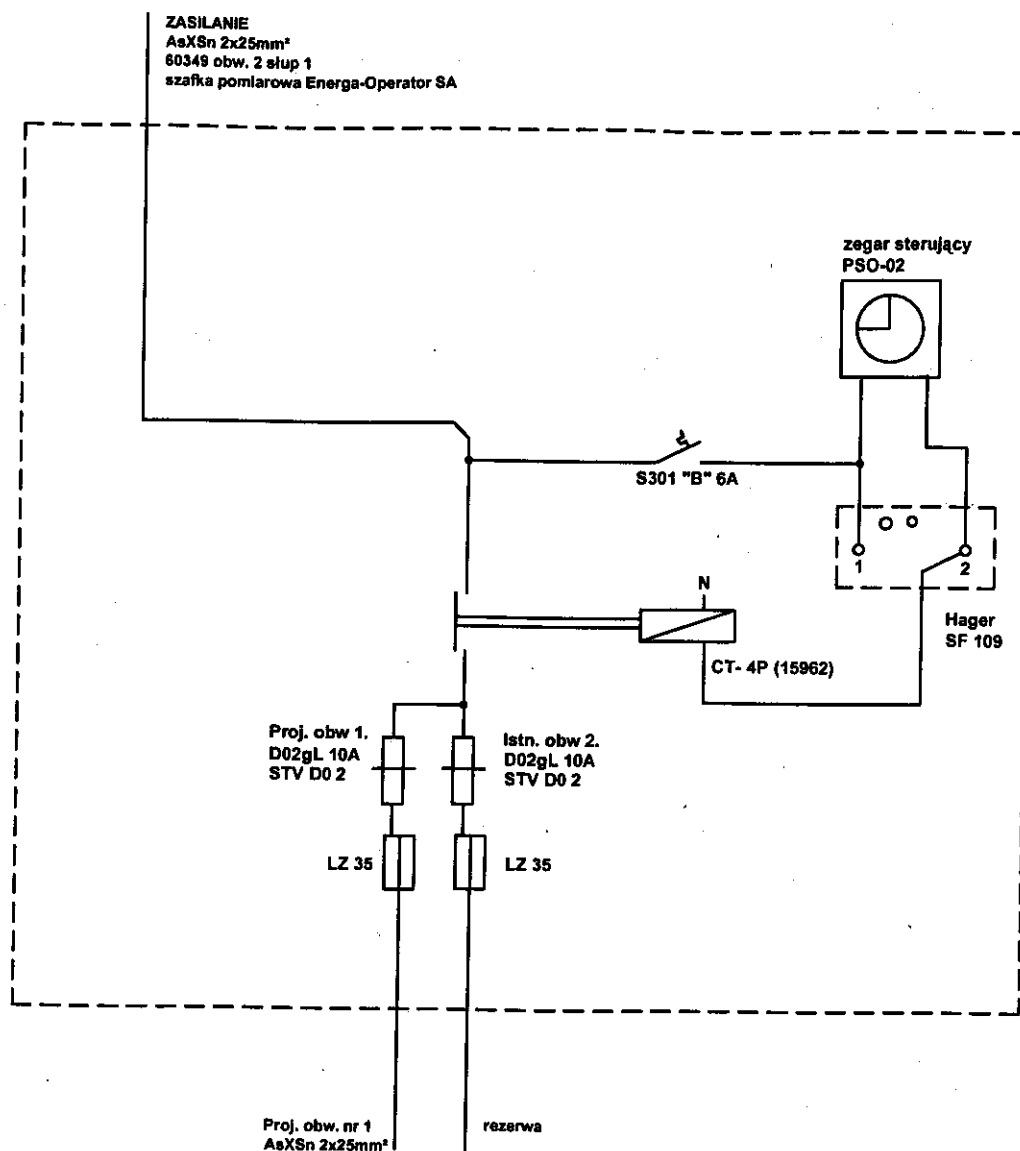 ZASILANIE
AsXSn 2x25mm²
60349 obw. 2 słup 1
szafka pomiarowa Energa-Operator SA
zegar sterujący
PSO-02
S301 "B" 6A
1
2
N
Hager
SF 109
CT- 4P (15962)
Proj. obw 1.
D02gL 10A
STV D0 2
Istn. obw 2.
D02gL 10A
STV D0 2
LZ 35
LZ 35
Proj. obw. nr 1
AsXSn 2x25mm²
rezerwa